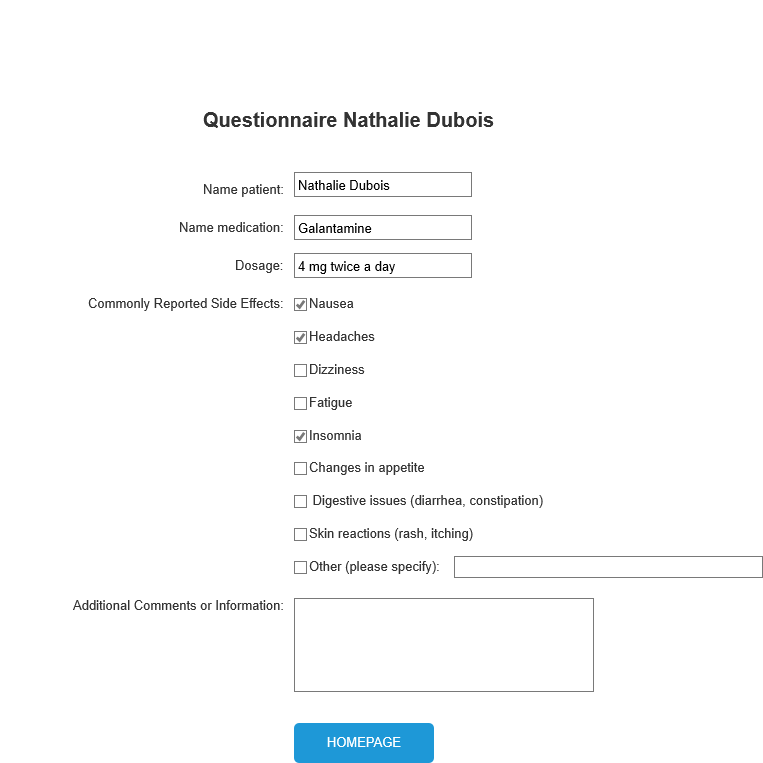 Questionnaire Nathalie Dubois
Name patient: Nathalie Dubois
Name medication: Galantamine
Dosage: 4 mg twice a day
Commonly Reported Side Effects: Nausea
Headaches
Dizziness
Fatigue
Insomnia
Changes in appetite
Digestive issues (diarrhea, constipation)
Skin reactions (rash, itching)
Other (please specify):
Additional Comments or Information:
HOMEPAGE